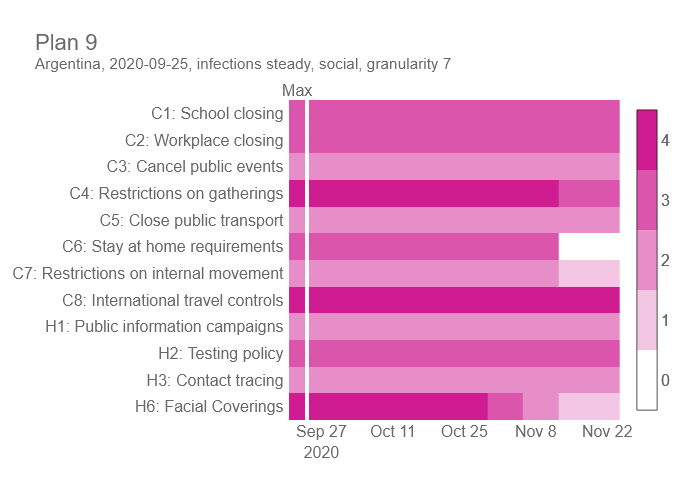 Plan 9
Argentina, 2020-09-25, infections steady, social, granularity 7
Max
C1: School closing
C2: Workplace closing
C3: Cancel public events
C4: Restrictions on gatherings
C5: Close public transport
C6: Stay at home requirements
C7: Restrictions on internal movement
C8: International travel controls
H1: Public information campaigns
H2: Testing policy
H3: Contact tracing
H6: Facial Coverings
4
3
2
1
0
Sep 27 Oct 11 Oct 25 Nov 8 Nov 22
2020